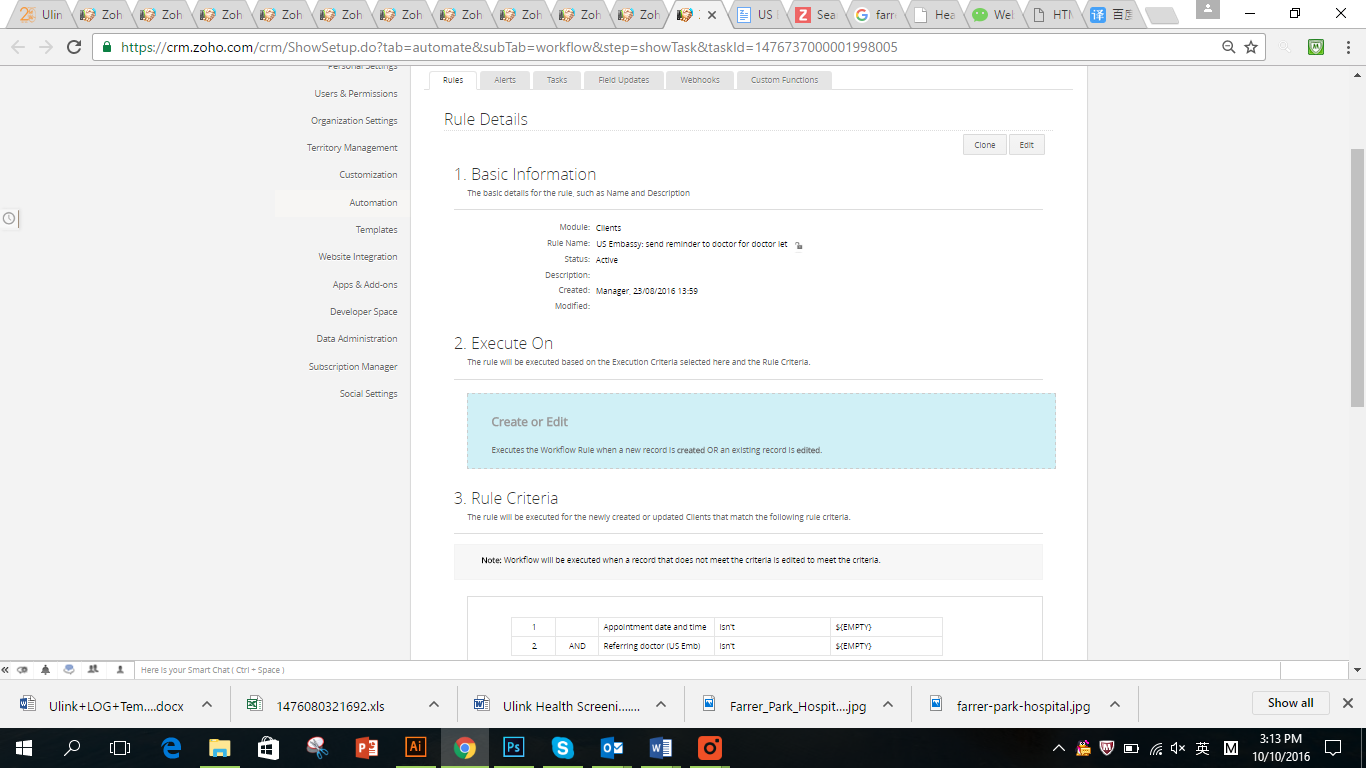 Ulin
Zoh
Zoh
Zoh
Zoh
Zoh
Zoh
Zoh
Zoh
Zoh
Zoh
US
Sea
farr
Hea
Wel
HTM
https://crm.zoho.com/crm/ShowSetup.do?tab=automate&subTab=workflow&step=showTask&taskId=1476737000001998005
Personal Settings
Users & Permissions
Organization Settings
Territory Management
Customization
Automation
Templates
Website Integration
Apps & Add-ons
Developer Space
Data Administration
Subscription Manager
Social Settings
Rules Alerts Tasks Field Updates Webhooks Custom Functions
Rule Details
Clone Edit
1. Basic Information
The basic details for the rule, such as Name and Description
Module: Clients
Rule Name: US Embassy: send reminder to doctor for doctor let
Status: Active
Description:
Created: Manager, 23/08/2016 13:59
Modified:
2. Execute On
The rule will be executed based on the Execution Criteria selected here and the Rule Criteria.
Create or Edit
Executes the Workflow Rule when a new record is created OR an existing record is edited.
3. Rule Criteria
The rule will be executed for the newly created or updated Clients that match the following rule criteria.
Note: Workflow will be executed when a record that does not meet the criteria is edited to meet the criteria.
1 Appointment date and time isn't ${EMPTY}
2 AND Referring doctor (US Emb) isn't ${EMPTY}
Here is your Smart Chat ( Ctrl + Space )
Ulink+LOG+Tem....docx
1476080321692.xls
Ulink Health Screeni.......
Farrer_Park_Hospit....jpg
farrer-park-hospital.jpg
Show all
英 M
3:13 PM
10/10/2016